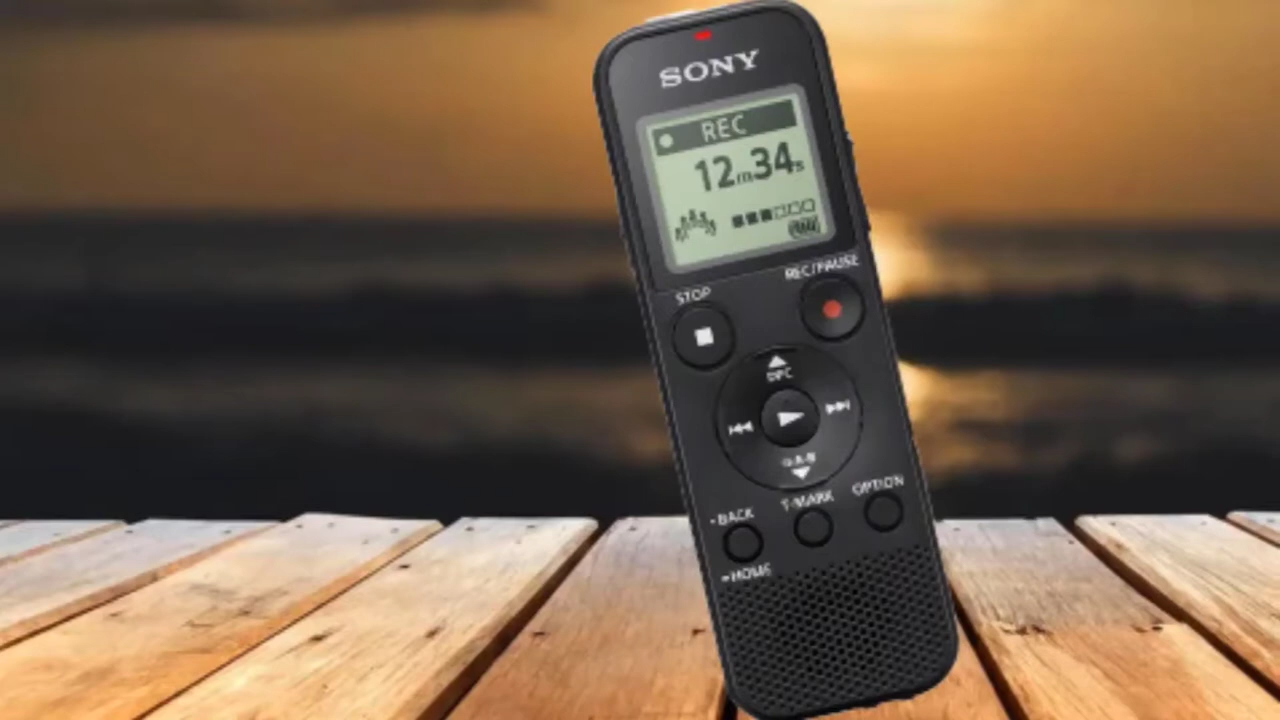 SONY
REC
12m34s
REC/PAUSE
STOP
DPC
A-B
BACK
T-MARK
OPTION
HOME